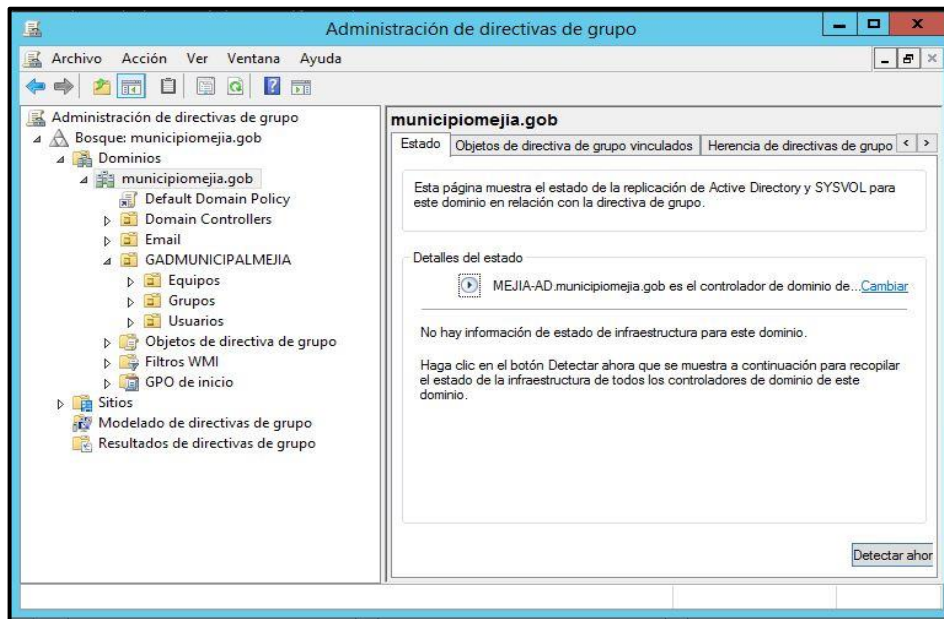 Administración de directivas de grupo
Archivo Acción Ver Ventana Ayuda
Administración de directivas de grupo
Bosque: municipiomejia.gob
Dominios
municipiomejia.gob
Default Domain Policy
Domain Controllers
Email
GADMUNICIPALMEJIA
Equipos
Grupos
Usuarios
Objetos de directiva de grupo
Filtros WMI
GPO de inicio
Sitios
Modelado de directivas de grupo
Resultados de directivas de grupo
municipiomejia.gob
Estado Objetos de directiva de grupo vinculados Herencia de directivas de grupo
Esta página muestra el estado de la replicación de Active Directory y SYSVOL para
este dominio en relación con la directiva de grupo.
Detalles del estado
MEJIA-AD.municipiomejia.gob es el controlador de dominio de...Cambiar
No hay información de estado de infraestructura para este dominio.
Haga clic en el botón Detectar ahora que se muestra a continuación para recopilar
el estado de la infraestructura de todos los controladores de dominio de este
dominio.
Detectar ahor